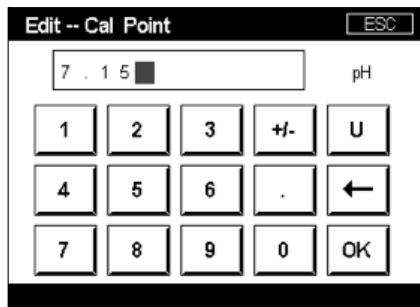 Edit -- Cal Point ESC
7 . 1 5 pH
1 2 3 +/- U
4 5 6 . ←
7 8 9 0 OK